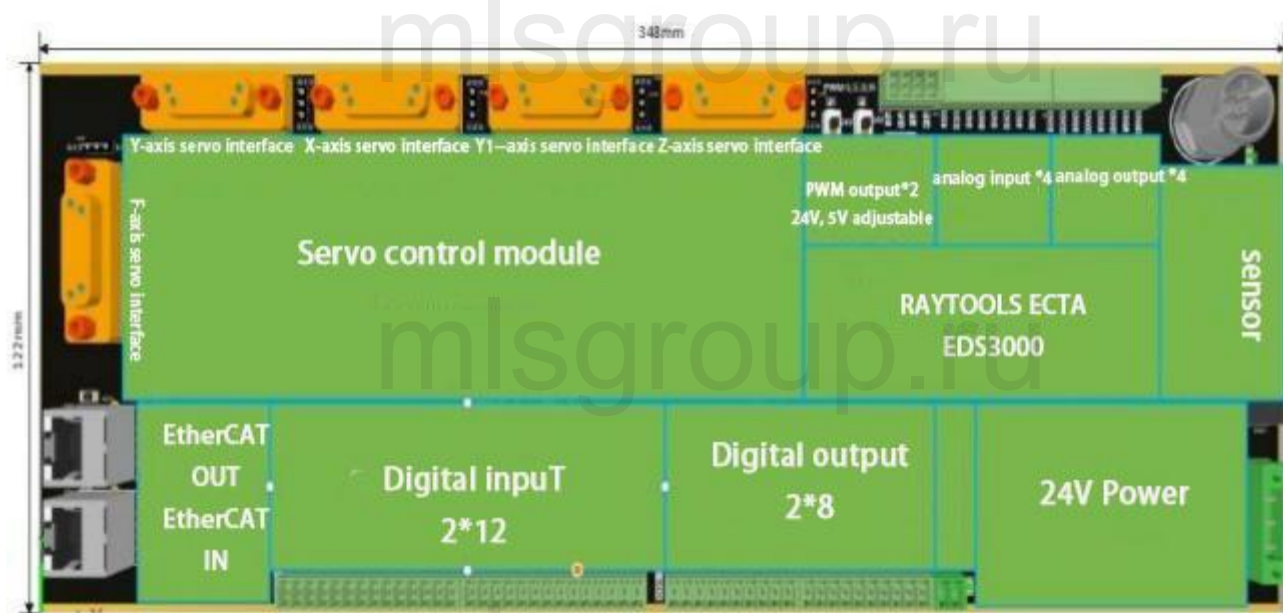 mlsgroup.ru
348mm
Y-axis servo interface X-axis servo interface Y1-axis servo interface Z-axis servo interface
PWM output*2
24V, 5V adjustable
analog input *4 analog output *4
F-axis servo interface
Servo control module
sensor
RAYTOOLS ECTA
EDS3000
122mm
mlsgroup.ru
EtherCAT
OUT
EtherCAT
IN
Digital inpuT
2*12
Digital output
2*8
24V Power